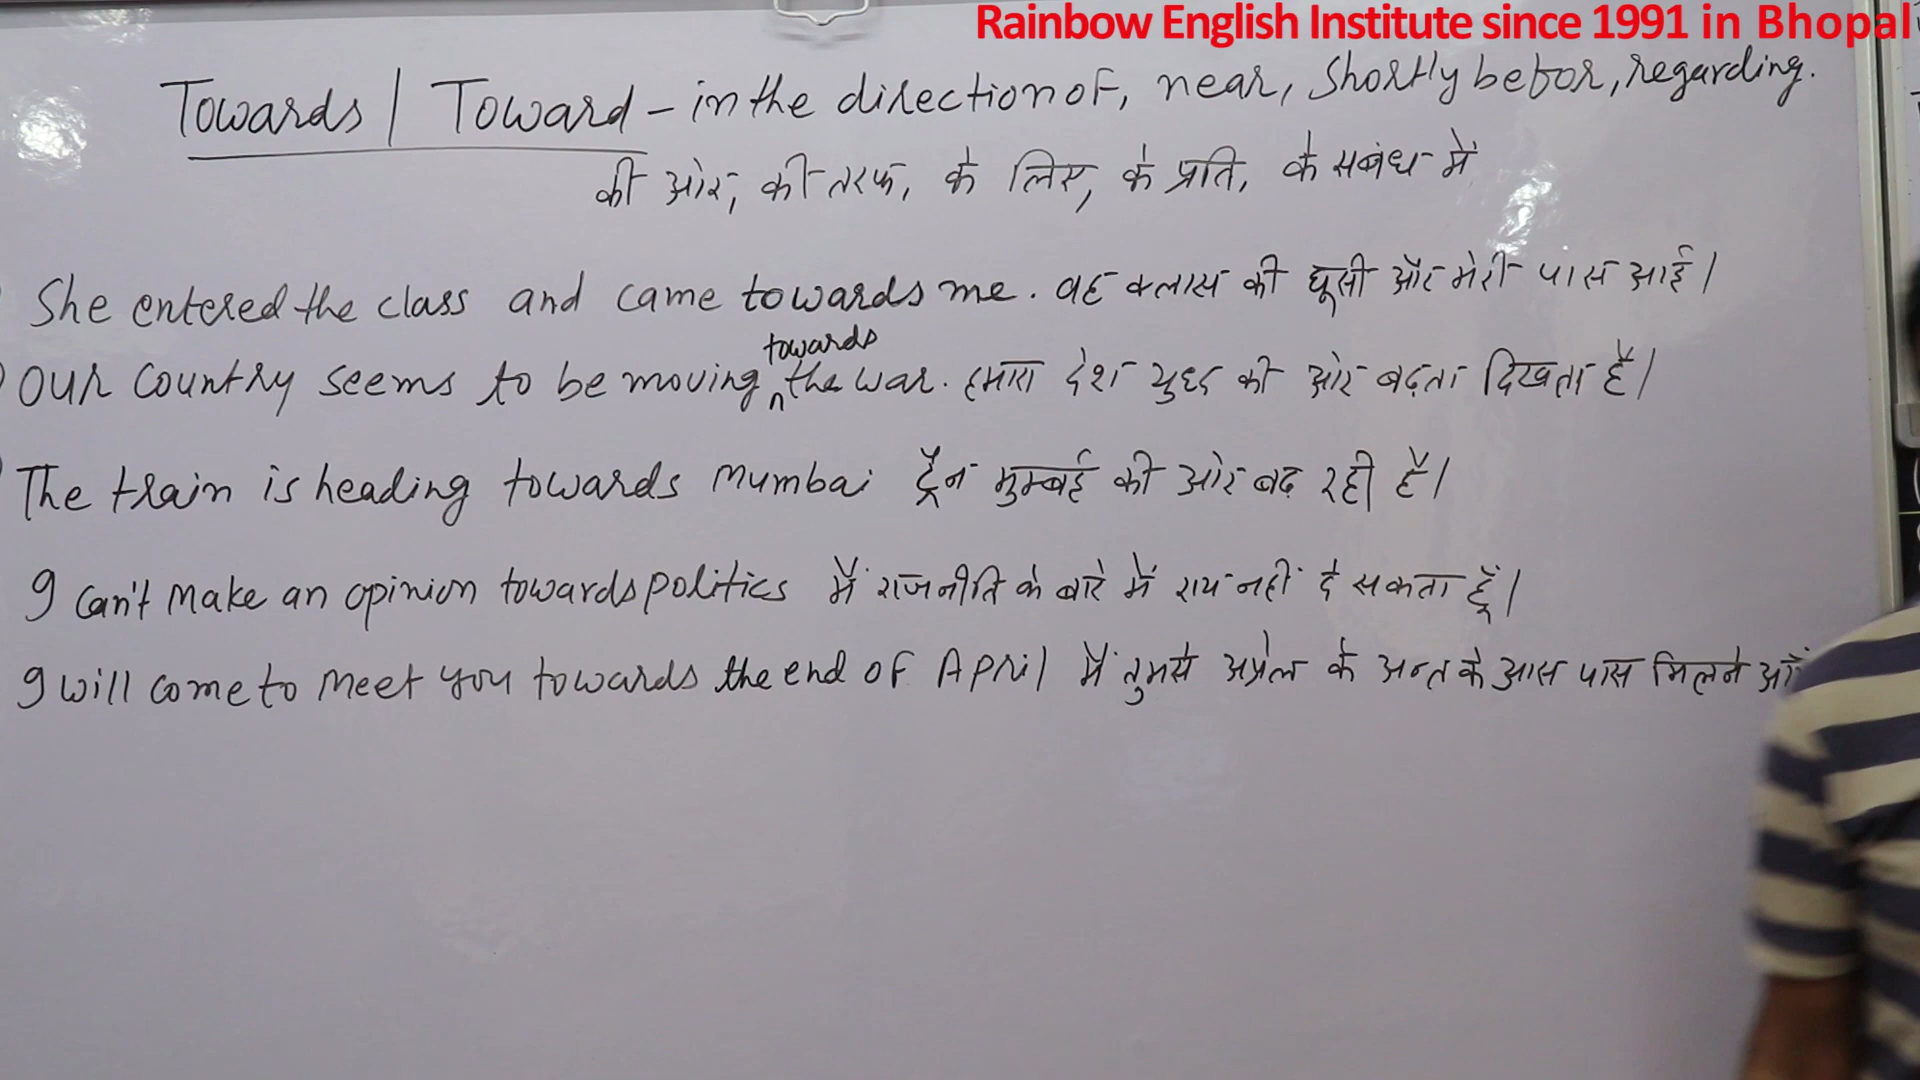 Rainbow English Institute since 1991 in Bhopal
Towards / Toward – in the direction of, near, Shortly befor, regarding.
की ओर, की तरफ, के लिए, के प्रति, के सबंध में
She entered the class and came towards me. वह क्लास की घूसी और मेरी पास आई।
towards
Our Country seems to be moving the war. हमारा देश युध्द की ओर बढ़ता दिखता है।
The train is heading towards Mumbai ट्रेन मुम्बई की ओर बढ रही है।
I can't make an opinion towards politics में राजनीति के बारे में राय नहीं दे सकता हूँ।
I will come to meet you towards the end of April में तुमसे अप्रेल के अन्त के आस पास मिलने